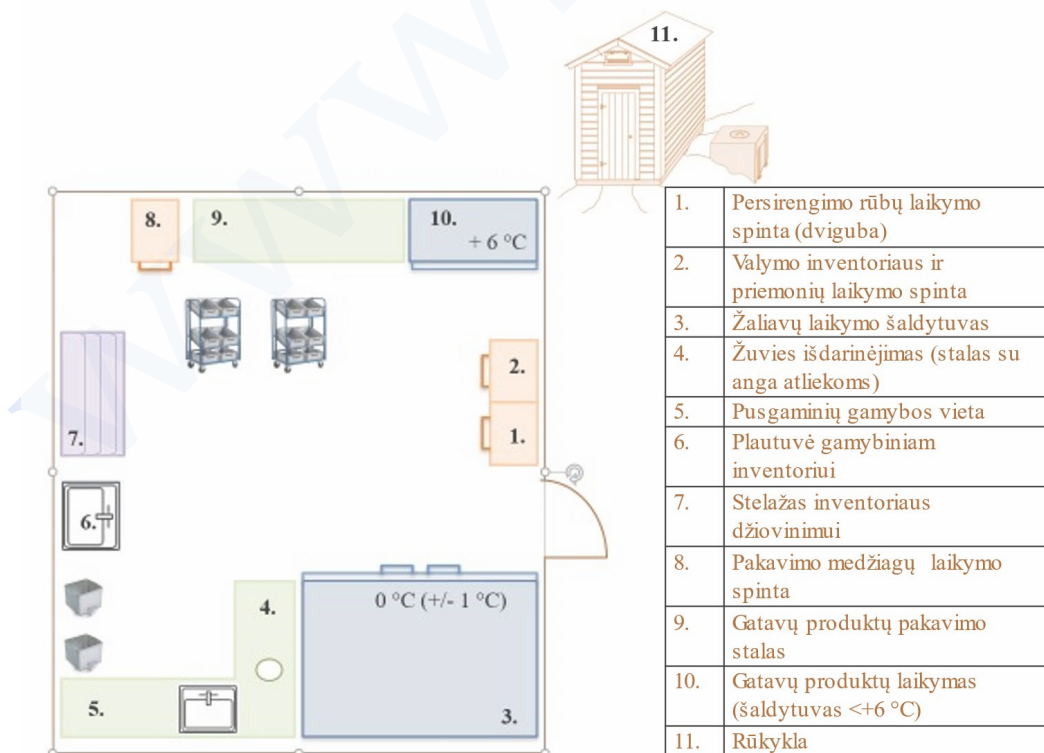 11.
8.
9.
10.
+ 6 °C
2.
1.
7.
6.
4.
0 °C (+/- 1 °C)
5.
3.
1. Persirengimo rūbų laikymo
spinta (dviguba)
2. Valymo inventoriaus ir
priemonių laikymo spinta
3. Žaliavų laikymo šaldytuvas
4. Žuvies išdarinėjimas (stalas su
anga atliekoms)
5. Pusgaminių gamybos vieta
6. Plautuvė gamybiniam
inventoriui
7. Stelažas inventoriaus
džiovinimui
8. Pakavimo medžiagų laikymo
spinta
9. Gatavų produktų pakavimo
stalas
10. Gatavų produktų laikymas
(šaldytuvas <+6 °C)
11. Rūkykla